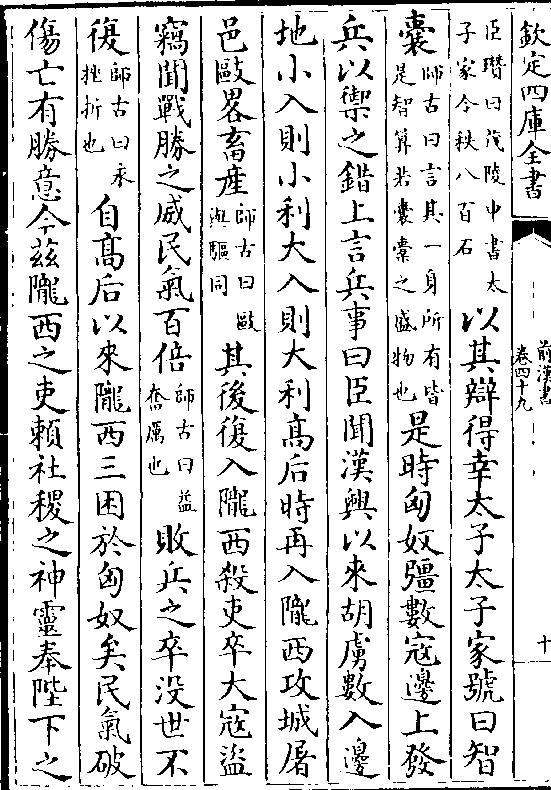 欽定四庫全書
前漢書
卷四十九
十
臣瓚曰茂陵中書太
子家令秩八百石
以其辯得幸太子太子家號曰智
囊
師古曰言其一身所有皆
是智算若囊橐之盛物也
是時匈奴彊數寇邊上發
兵以禦之錯上言兵事曰臣聞漢興以來胡虜數入邊
地小入則小利大入則大利高后時再入隴西攻城屠
邑敺畧畜產
師古曰敺
與驅同
其後復入隴西殺吏卒大寇盜
竊聞戰勝之威民氣百倍
師古曰益
奮厲也
敗兵之卒没世不
復
師古曰永
挫折也
自高后以來隴西三困於匈奴矣民氣破
傷亡有勝意今兹隴西之吏賴社稷之神靈奉陛下之